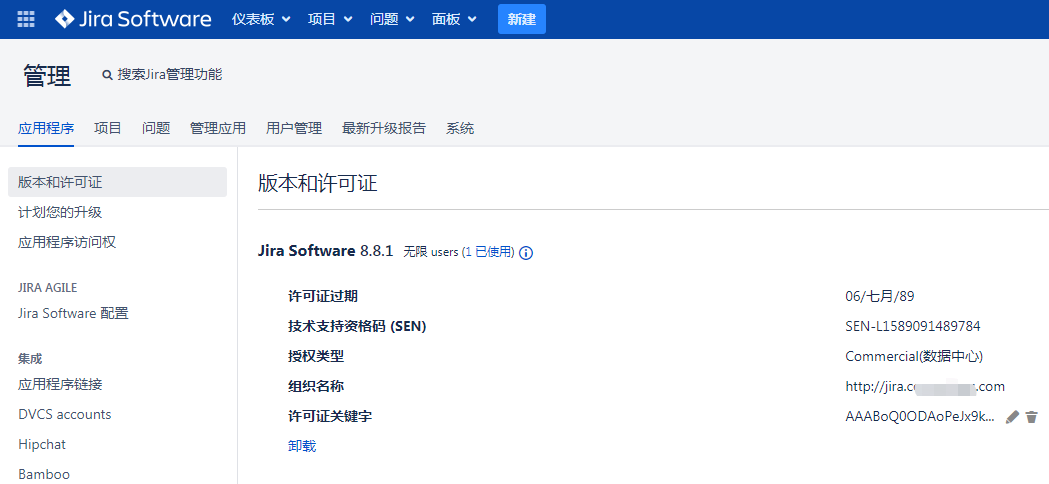 Jira Software 仪表板 项目 问题 面板 新建
管理 搜索Jira管理功能
应用程序 项目 问题 管理应用 用户管理 最新升级报告 系统
版本和许可证
计划您的升级
应用程序访问权
JIRA AGILE
Jira Software 配置
集成
应用程序链接
DVCS accounts
Hipchat
Bamboo
版本和许可证
Jira Software 8.8.1 无限 users (1 已使用)
许可证过期 06/七月/89
技术支持资格码 (SEN) SEN-L1589091489784
授权类型 Commercial(数据中心)
组织名称 http://jira.c .com
许可证关键字 AAABoQ0ODAoPeJx9k...
卸载